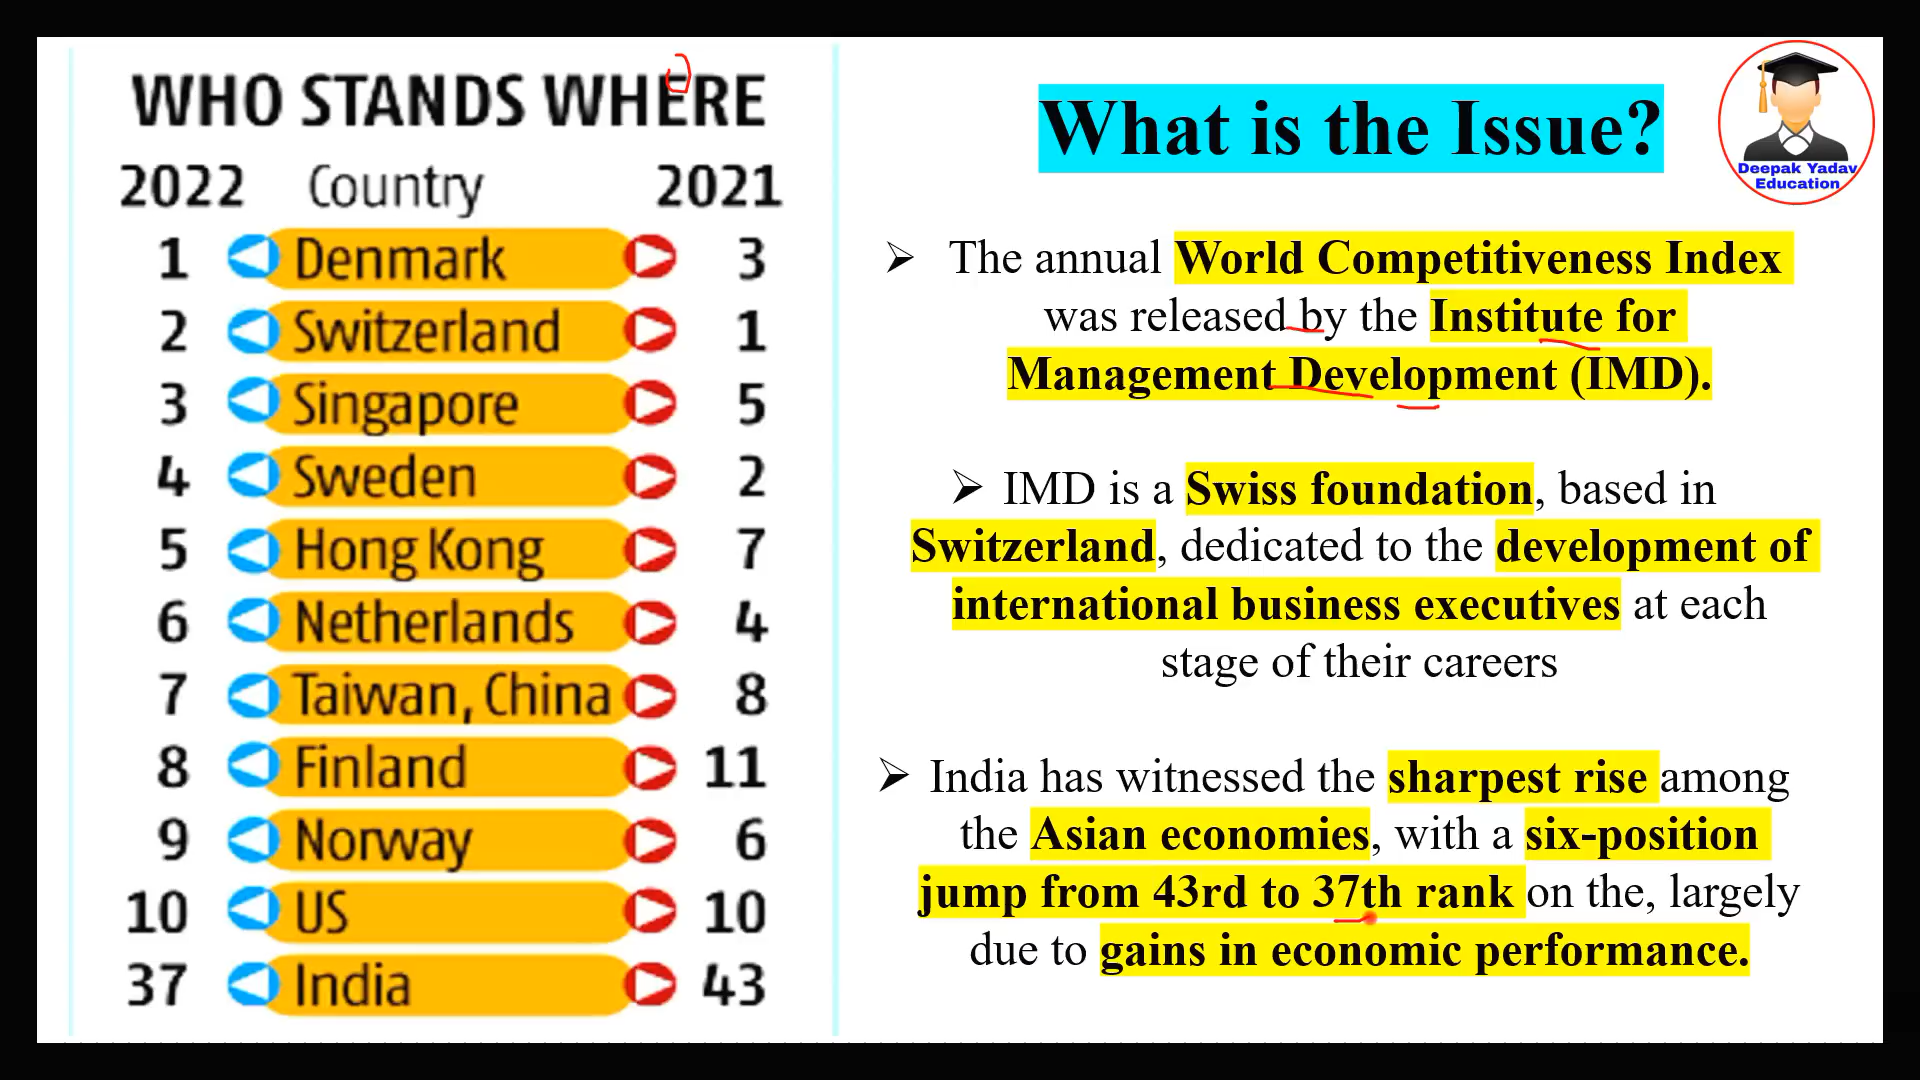 WHO STANDS WHERE
2022 Country 2021
1 Denmark 3
2 Switzerland 1
3 Singapore 5
4 Sweden 2
5 Hong Kong 7
6 Netherlands 4
7 Taiwan, China 8
8 Finland 11
9 Norway 6
10 US 10
37 India 43
What is the Issue?
Deepak Yadav
Education
➢ The annual World Competitiveness Index
was released by the Institute for
Management Development (IMD).
➢ IMD is a Swiss foundation, based in
Switzerland, dedicated to the development of
international business executives at each
stage of their careers
➢ India has witnessed the sharpest rise among
the Asian economies, with a six-position
jump from 43rd to 37th rank on the, largely
due to gains in economic performance.